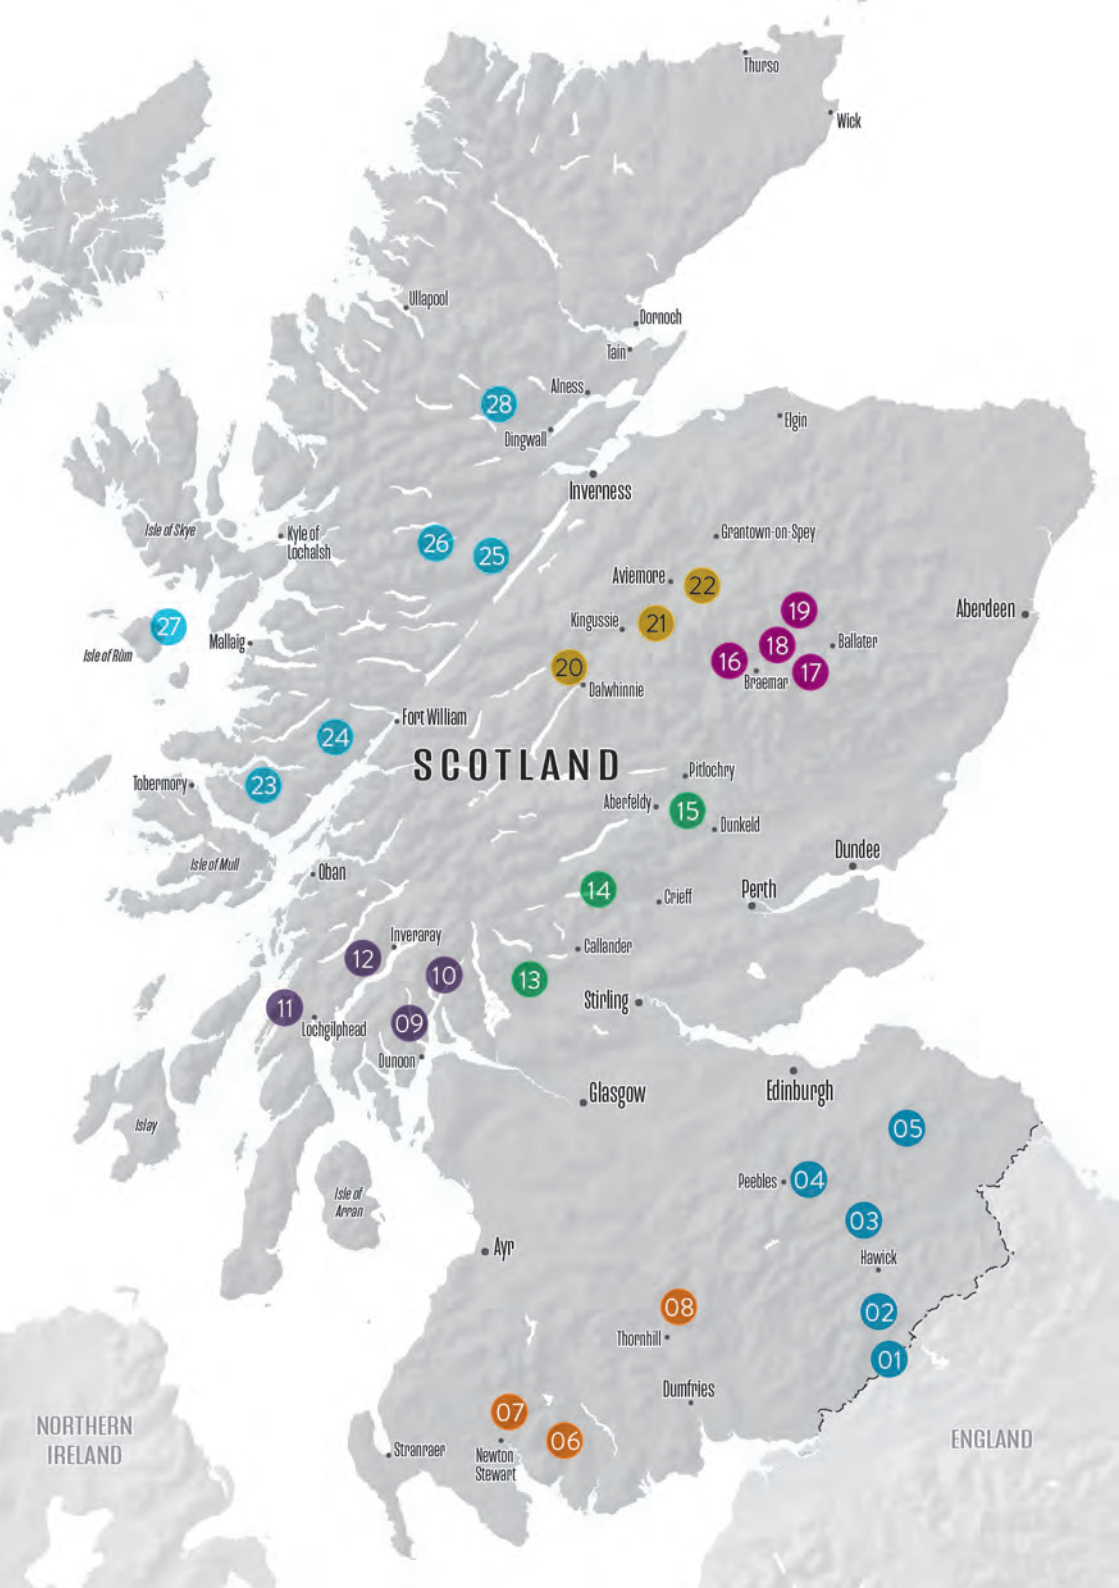 Thurso
Wick
Ullapool
Dornoch
Tain
Alness
28
Dingwall
Elgin
Inverness
Isle of Skye
Kyle of
Lochalsh
26
25
Grantown-on-Spey
Aviemore
22
19
Aberdeen
27
Kingussie
21
Mallaig
Isle of Rùm
18
Ballater
16
17
Braemar
20
Dalwhinnie
Fort William
24
SCOTLAND
Pitlochry
Tobermory
23
Aberfeldy
15
Dunkeld
Isle of Mull
Oban
Dundee
14
Crieff
Perth
Inveraray
Callander
12
10
13
11
Stirling
09
Lochgilphead
Dunoon
Glasgow
Edinburgh
Islay
05
Peebles
04
Isle of
Arran
03
Ayr
Hawick
08
02
Thornhill
01
Dumfries
07
NORTHERN
IRELAND
06
ENGLAND
Stranraer
Newton
Stewart